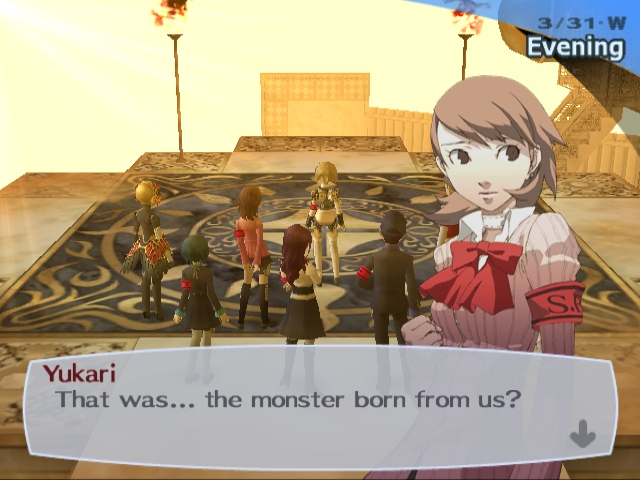 3/31・W
Evening
S.
Yukari
That was... the monster born from us?